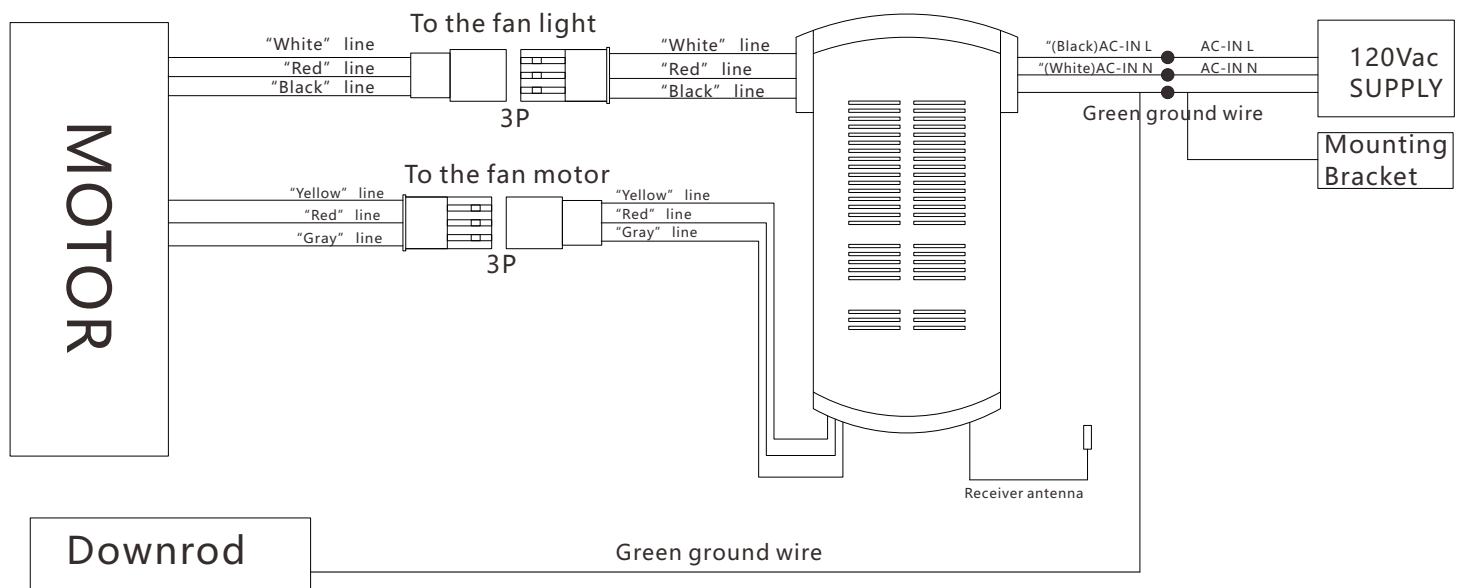 To the fan light
"White" line
"Red" line
"Black" line
3P
"White" line
"Red" line
"Black" line
"(Black)AC-IN L
AC-IN L
"(White)AC-IN N
AC-IN N
Green ground wire
120Vac
SUPPLY
Mounting
Bracket
MOTOR
To the fan motor
"Yellow" line
"Red" line
"Gray" line
3P
"Yellow" line
"Red" line
"Gray" line
Receiver antenna
Downrod
Green ground wire